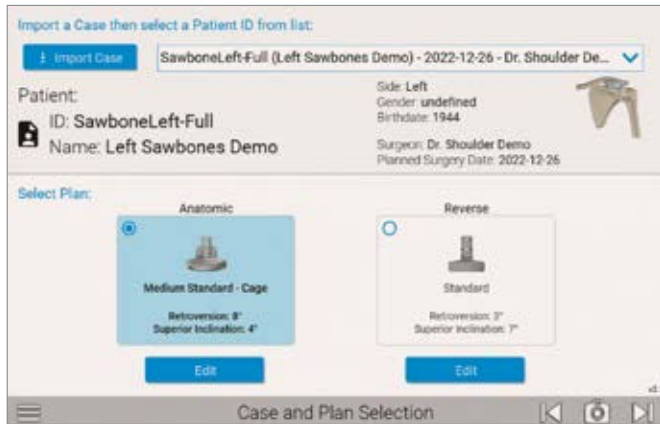 Import a Case then select a Patient ID from list:
Import Case
SawboneLeft-Full (Left Sawbones Demo) - 2022-12-26 - Dr. Shoulder De...
Patient:
ID: SawboneLeft-Full
Name: Left Sawbones Demo
Side: Left
Gender: undefined
Birthdate: 1944
Surgeon: Dr. Shoulder Demo
Planned Surgery Date: 2022-12-26
Select Plan:
Anatomic
Medium Standard - Cage
Retroversion: 8°
Superior Inclination: 4°
Edit
Reverse
Standard
Retroversion: 3°
Superior Inclination: 7°
Edit
Case and Plan Selection